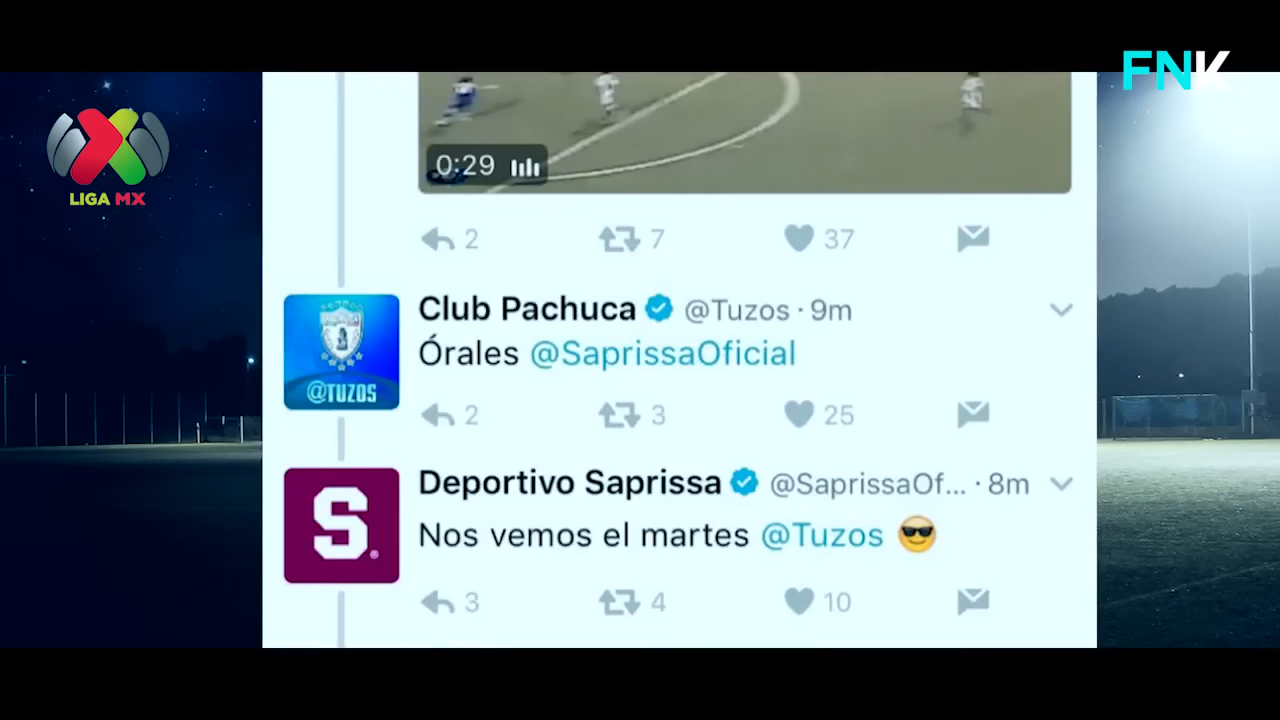 FNK
LIGA MX
0:29
2 7 37
Club Pachuca @Tuzos · 9m
Órales @SaprissaOficial
@TUZOS
2 3 25
Deportivo Saprissa @SaprissaOf... · 8m
S
Nos vemos el martes @Tuzos 😎
3 4 10